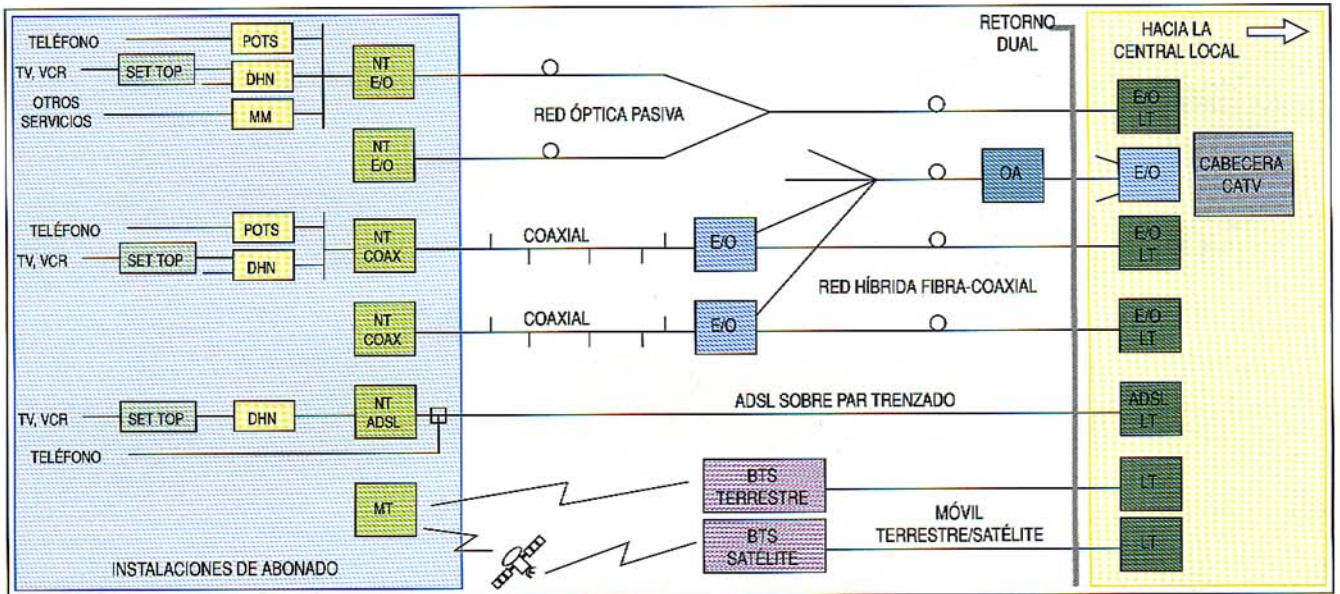 RETORNO
DUAL
HACIA LA
CENTRAL LOCAL
TELÉFONO
POTS
TV, VCR
SET TOP
DHN
OTROS
SERVICIOS
MM
NT
E/O
RED ÓPTICA PASIVA
E/O
LT
NT
E/O
OA
E/O
CABECERA
CATV
TELÉFONO
POTS
TV, VCR
SET TOP
DHN
NT
COAX
COAXIAL
E/O
E/O
LT
RED HÍBRIDA FIBRA-COAXIAL
NT
COAX
COAXIAL
E/O
E/O
LT
TV, VCR
SET TOP
DHN
NT
ADSL
ADSL SOBRE PAR TRENZADO
ADSL
LT
TELÉFONO
MT
BTS
TERRESTRE
LT
MÓVIL
TERRESTRE/SATÉLITE
BTS
SATÉLITE
LT
INSTALACIONES DE ABONADO